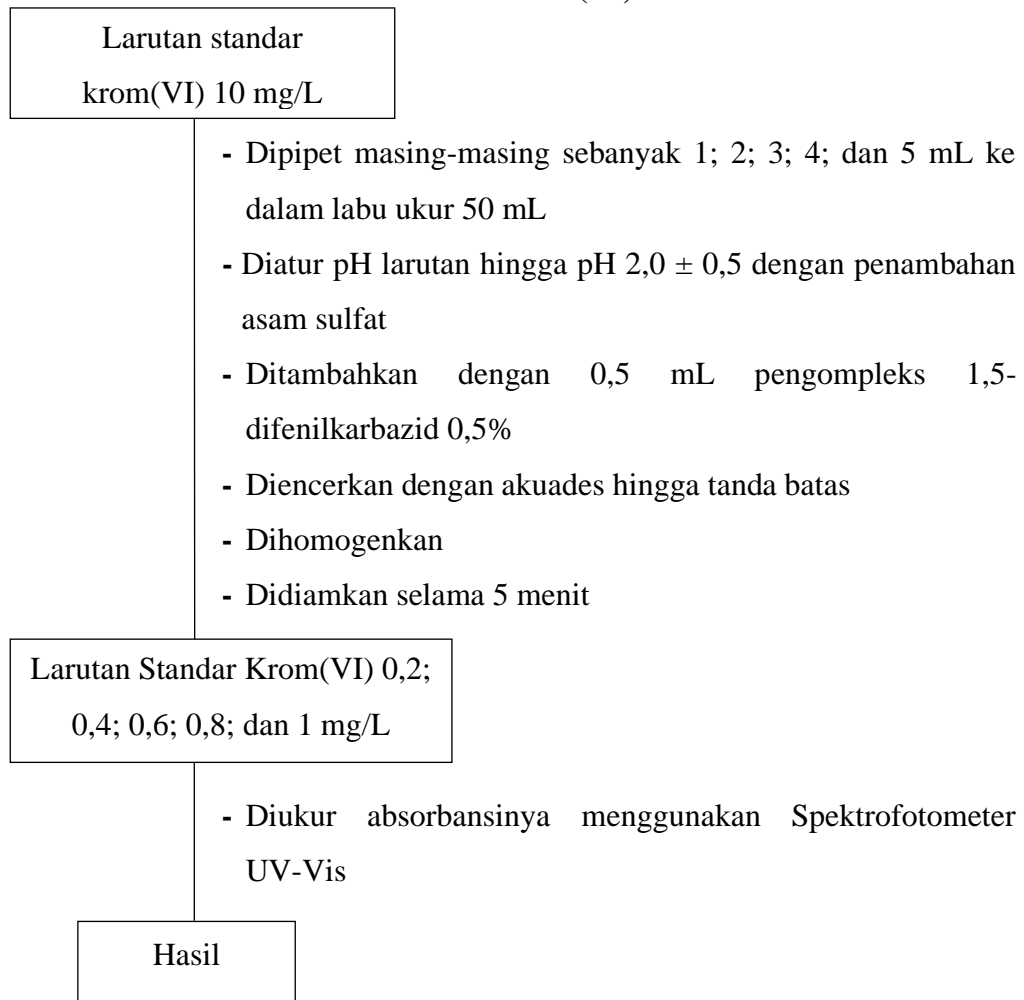 Larutan standar
krom(VI) 10 mg/L
- Dipipet masing-masing sebanyak 1; 2; 3; 4; dan 5 mL ke
dalam labu ukur 50 mL
- Diatur pH larutan hingga pH 2,0 ± 0,5 dengan penambahan
asam sulfat
- Ditambahkan dengan 0,5 mL pengompleks 1,5-
difenilkarbazid 0,5%
- Diencerkan dengan akuades hingga tanda batas
- Dihomogenkan
- Didiamkan selama 5 menit
Larutan Standar Krom(VI) 0,2;
0,4; 0,6; 0,8; dan 1 mg/L
- Diukur absorbansinya menggunakan Spektrofotometer
UV-Vis
Hasil